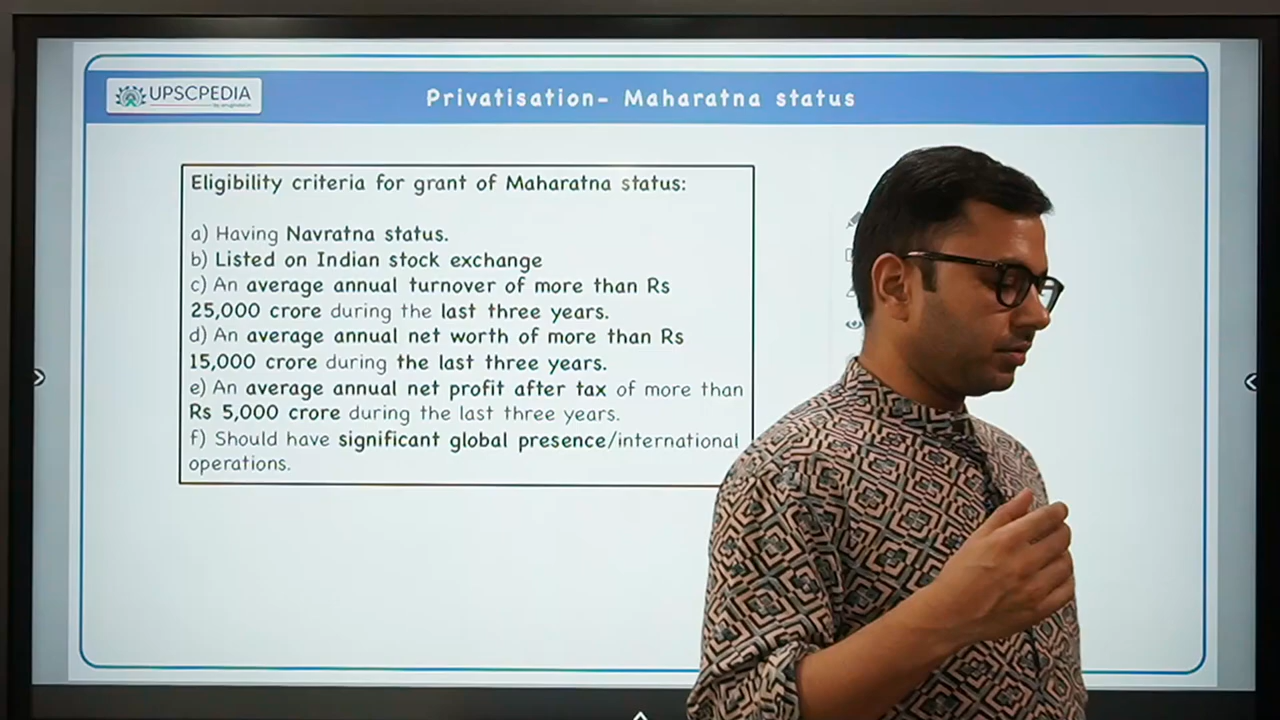 UPSCPEDIA
Privatisation- Maharatna status
Eligibility criteria for grant of Maharatna status:
a) Having Navratna status.
b) Listed on Indian stock exchange
c) An average annual turnover of more than Rs
25,000 crore during the last three years.
d) An average annual net worth of more than Rs
15,000 crore during the last three years.
e) An average annual net profit after tax of more than
Rs 5,000 crore during the last three years.
f) Should have significant global presence/international
operations.